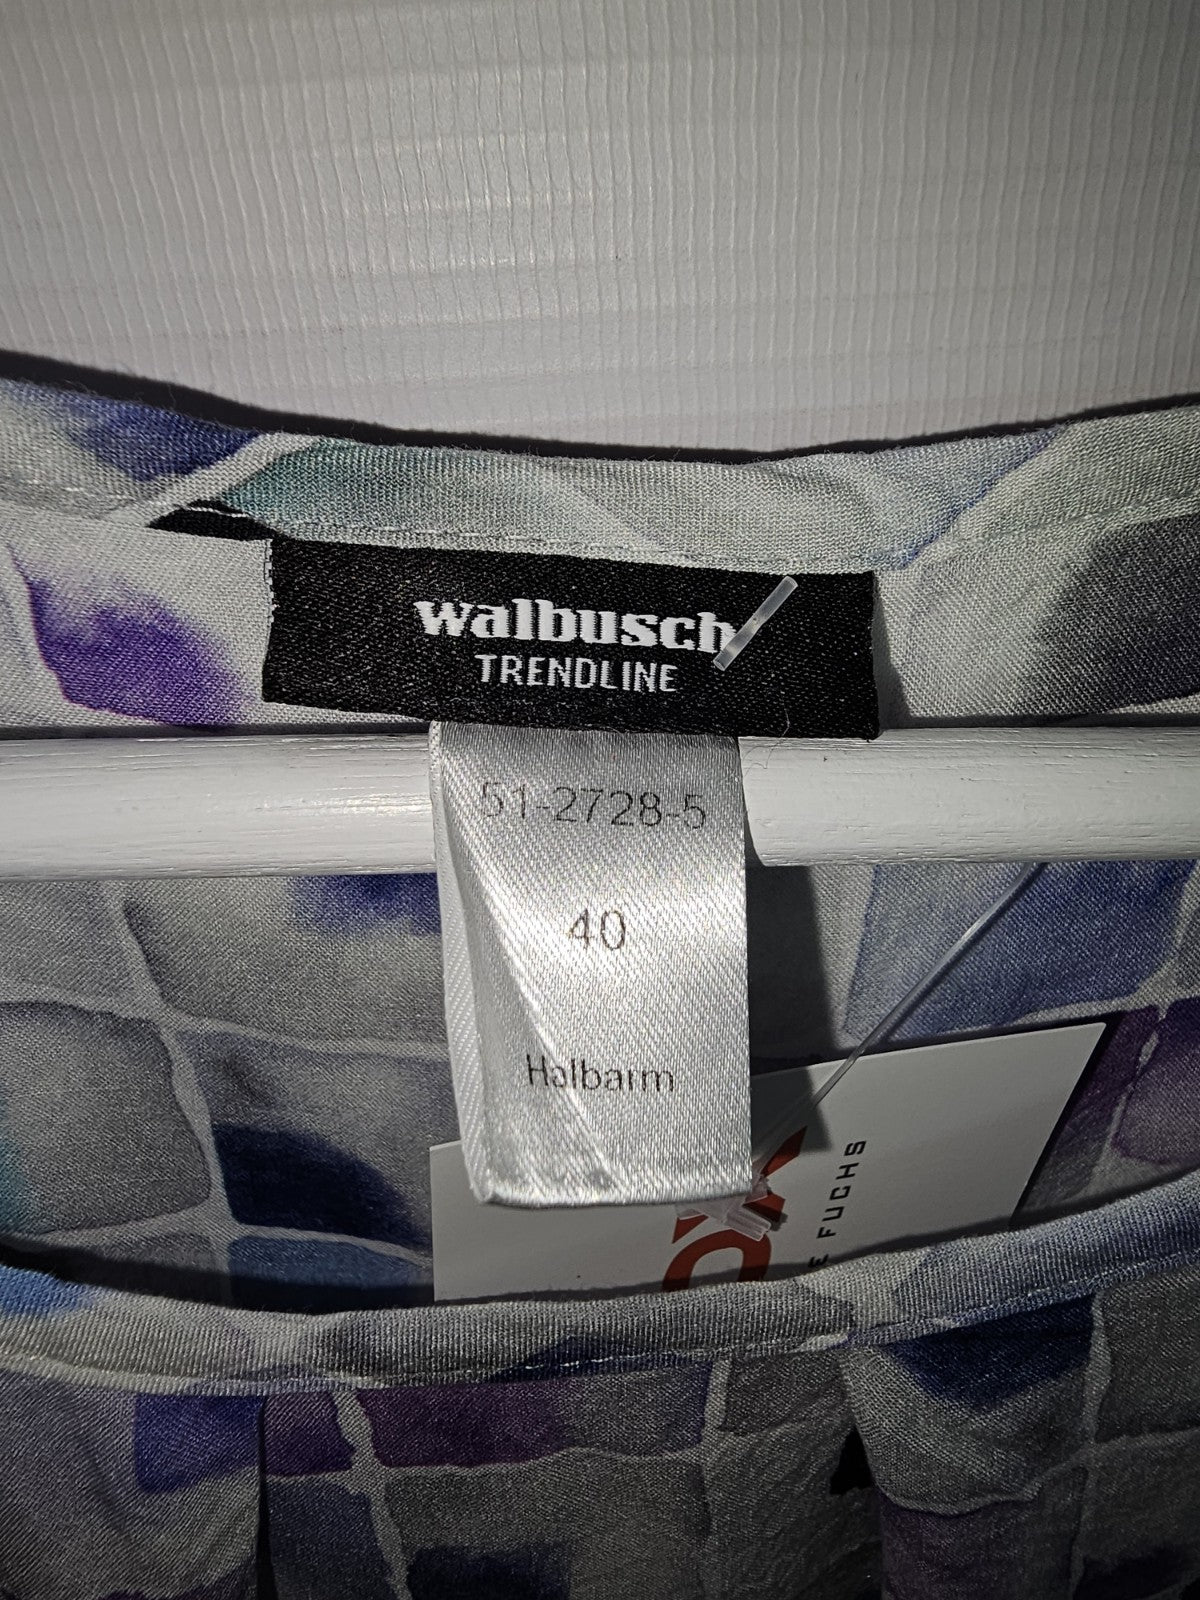 walbusch
TRENDLINE
51-2728-5
40
Halbarm
FUCHS